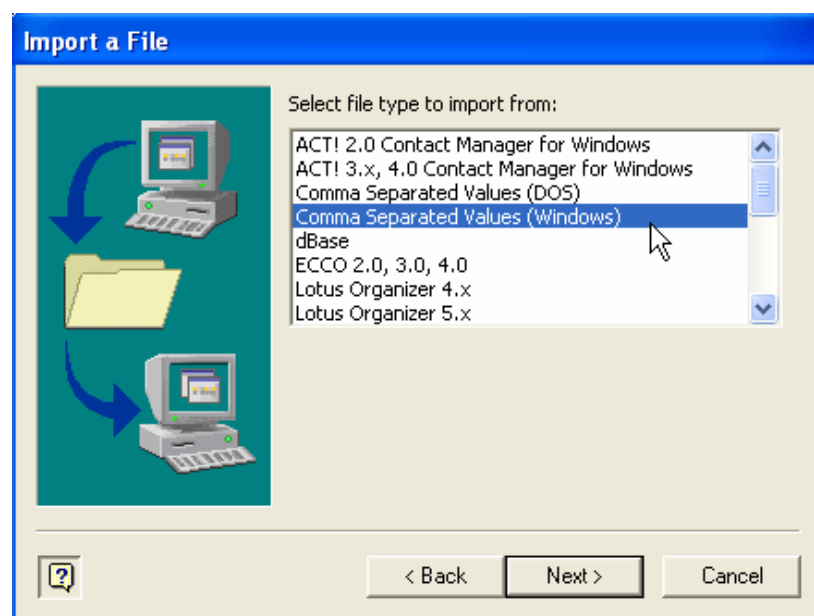 Import a File
Select file type to import from:
ACT! 2.0 Contact Manager for Windows
ACT! 3.x, 4.0 Contact Manager for Windows
Comma Separated Values (DOS)
Comma Separated Values (Windows)
dBase
ECCO 2.0, 3.0, 4.0
Lotus Organizer 4.x
Lotus Organizer 5.x
? < Back Next > Cancel